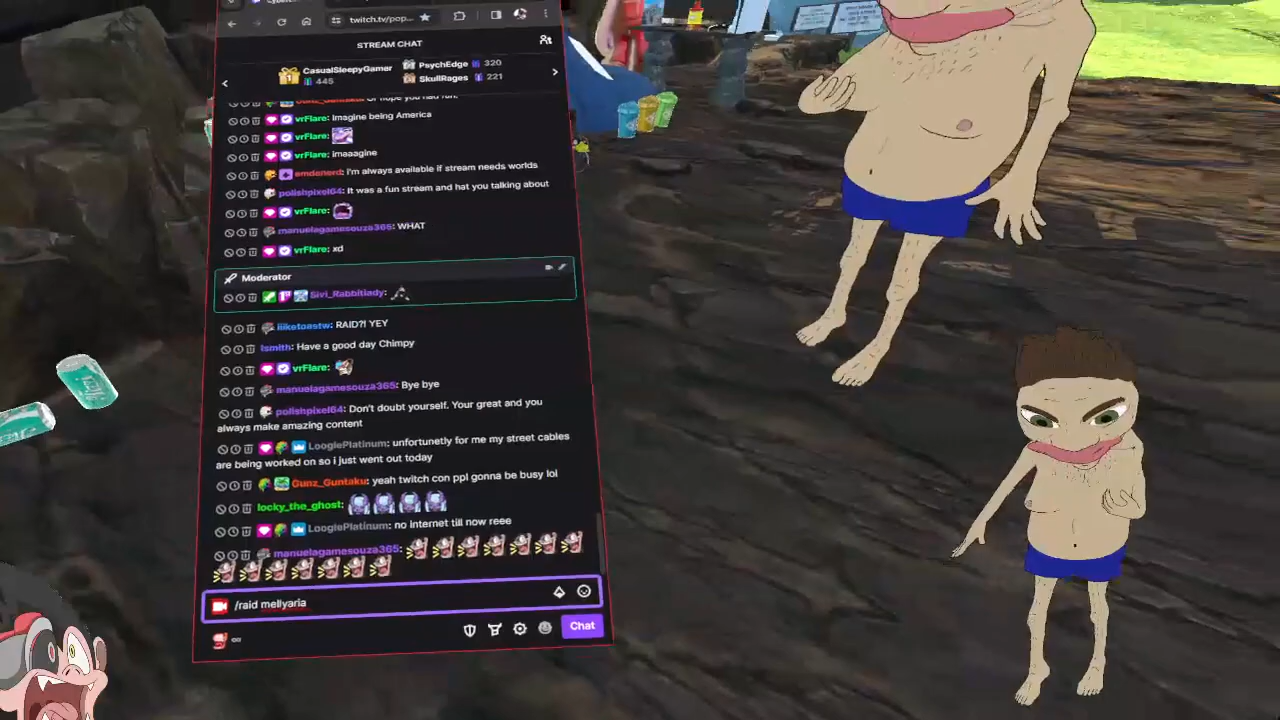 twitch.tv/pop...
STREAM CHAT
CasualSleepyGamer
445
PsychEdge 320
SkullRages 221
vrFlare: imagine being America
vrFlare:
vrFlare: imaaagine
emdenerd: I'm always available if stream needs worlds
polishpixel64: It was a fun stream and hat you talking about
vrFlare:
manuelagamesouza365: WHAT
vrFlare: xd
Moderator
Sivi_Rabbitlady:
iiiketoastw: RAID?! YEY
lsmith: Have a good day Chimpy
vrFlare:
manuelagamesouza365: Bye bye
polishpixel64: Don't doubt yourself. Your great and you
always make amazing content
LoogiePlatinum: unfortunetly for me my street cables
are being worked on so i just went out today
Gunz_Guntaku: yeah twitch con ppl gonna be busy lol
locky_the_ghost:
LoogiePlatinum: no internet till now reee
manuelagamesouza365:
/raid mellyaria
Chat